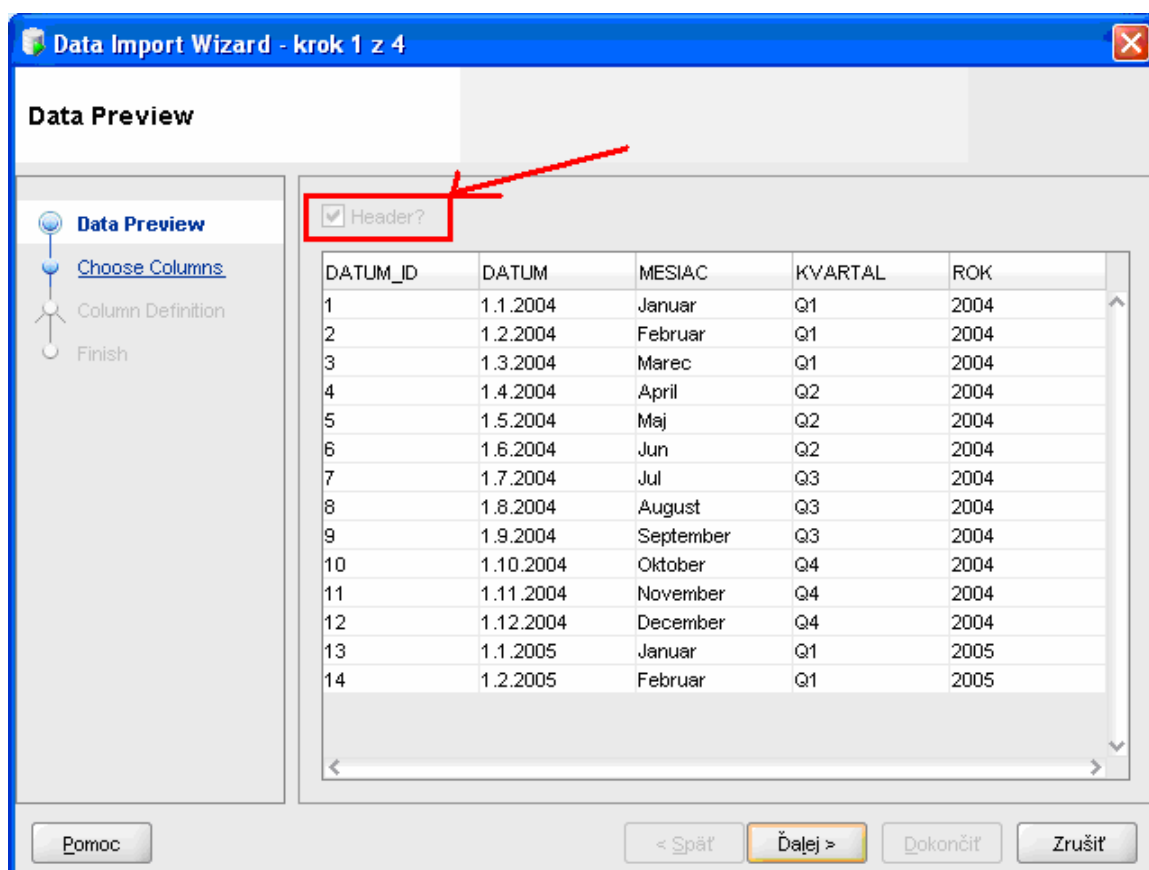 Data Import Wizard - krok 1 z 4
Data Preview
Data Preview
Choose Columns
Column Definition
Finish
Header?
DATUM_ID DATUM MESIAC KVARTAL ROK
1 1.1.2004 Januar Q1 2004
2 1.2.2004 Februar Q1 2004
3 1.3.2004 Marec Q1 2004
4 1.4.2004 April Q2 2004
5 1.5.2004 Maj Q2 2004
6 1.6.2004 Jun Q2 2004
7 1.7.2004 Jul Q3 2004
8 1.8.2004 August Q3 2004
9 1.9.2004 September Q3 2004
10 1.10.2004 Oktober Q4 2004
11 1.11.2004 November Q4 2004
12 1.12.2004 December Q4 2004
13 1.1.2005 Januar Q1 2005
14 1.2.2005 Februar Q1 2005
Pomoc < Späť Ďalej > Dokončiť Zrušiť